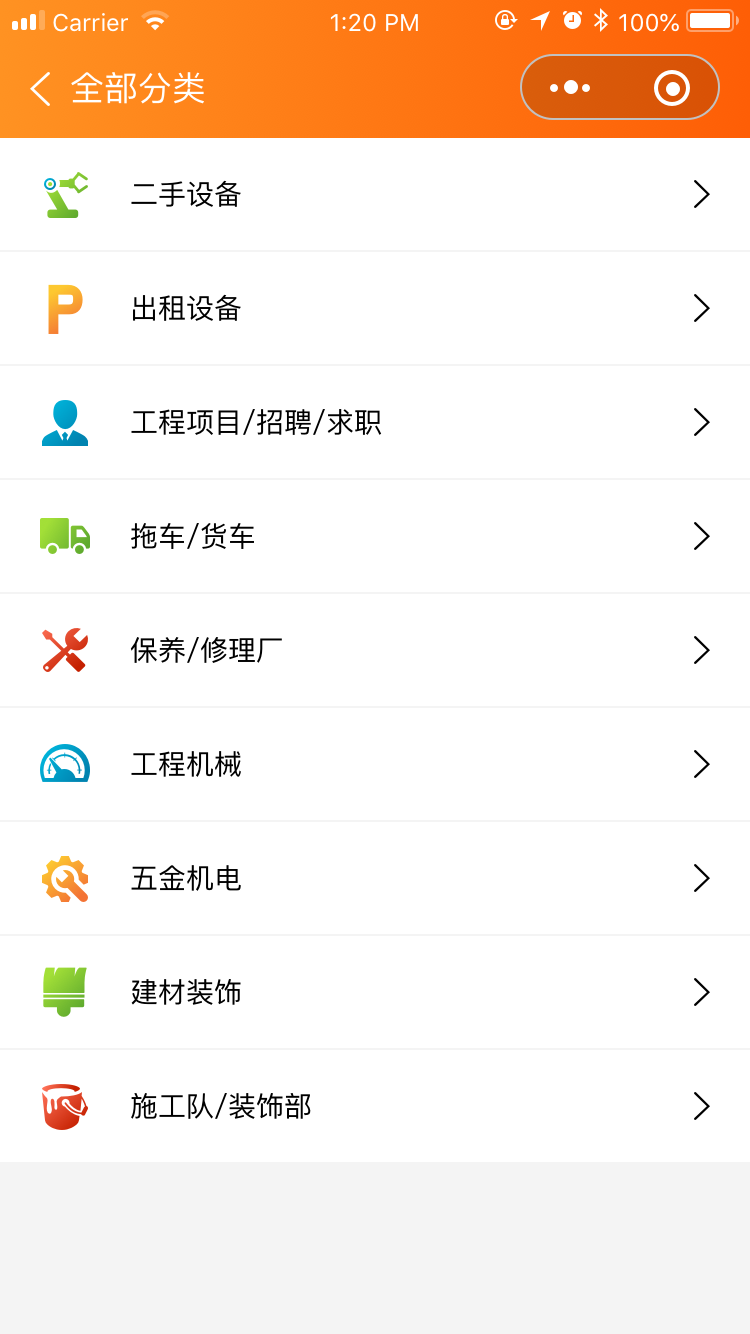 Carrier 1:20 PM 100%
全部分类
二手设备
出租设备
工程项目/招聘/求职
拖车/货车
保养/修理厂
工程机械
五金机电
建材装饰
施工队/装饰部